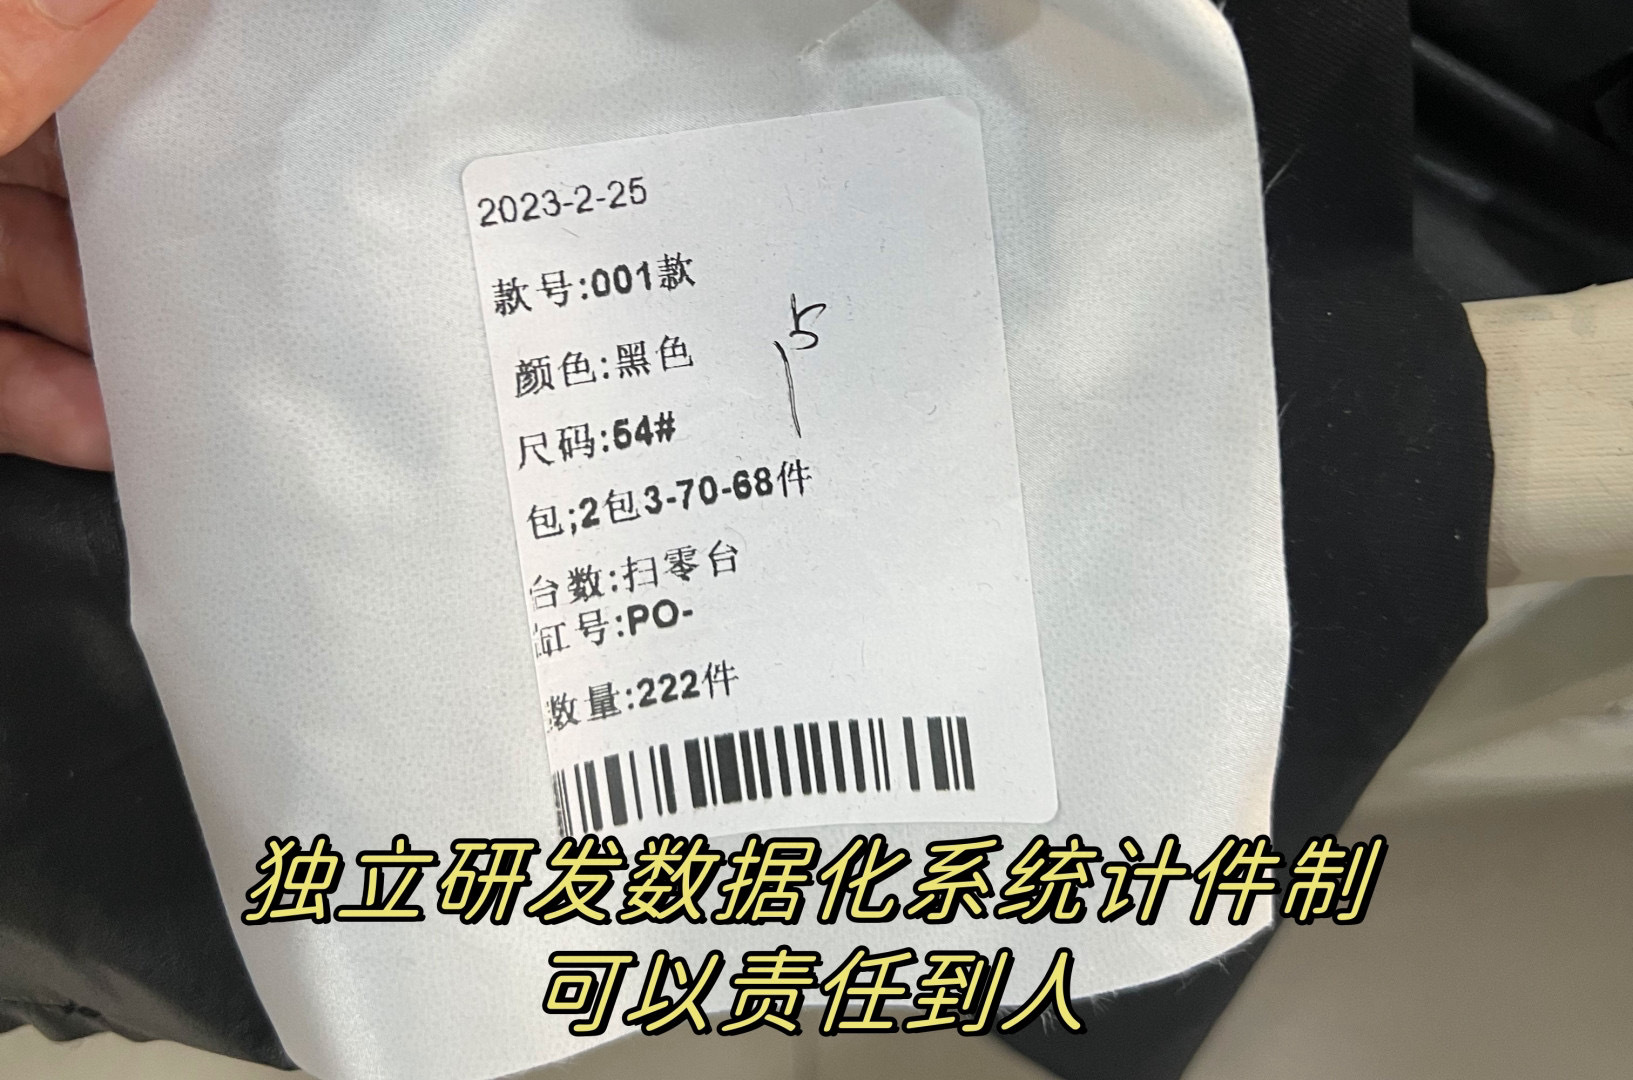 2023-2-25
款号:001款
颜色:黑色
5
尺码:54#
包;2包3-70-68件
台数:扫零台
缸号:PO-
数量:222件
独立研发数据化系统计件制
可以责任到人